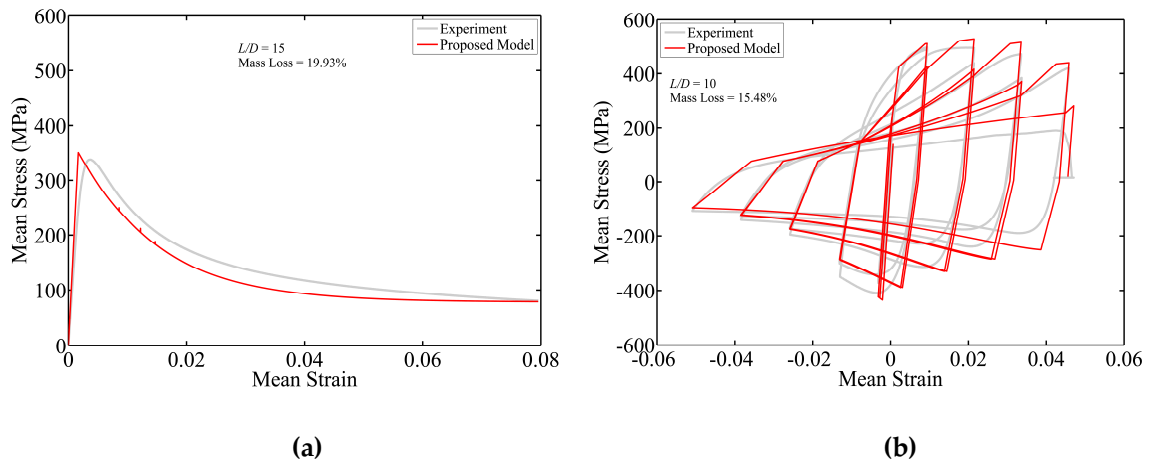 600
500
400
300
200
100
0
0
0.02
0.04
0.06
0.08
Mean Stress (MPa)
Mean Strain
L/D = 15
Mass Loss = 19.93%
Experiment
Proposed Model
(a)
600
400
200
0
-200
-400
-600
-0.06
-0.04
-0.02
0
0.02
0.04
0.06
Mean Stress (MPa)
Mean Strain
Experiment
Proposed Model
L/D = 10
Mass Loss = 15.48%
(b)